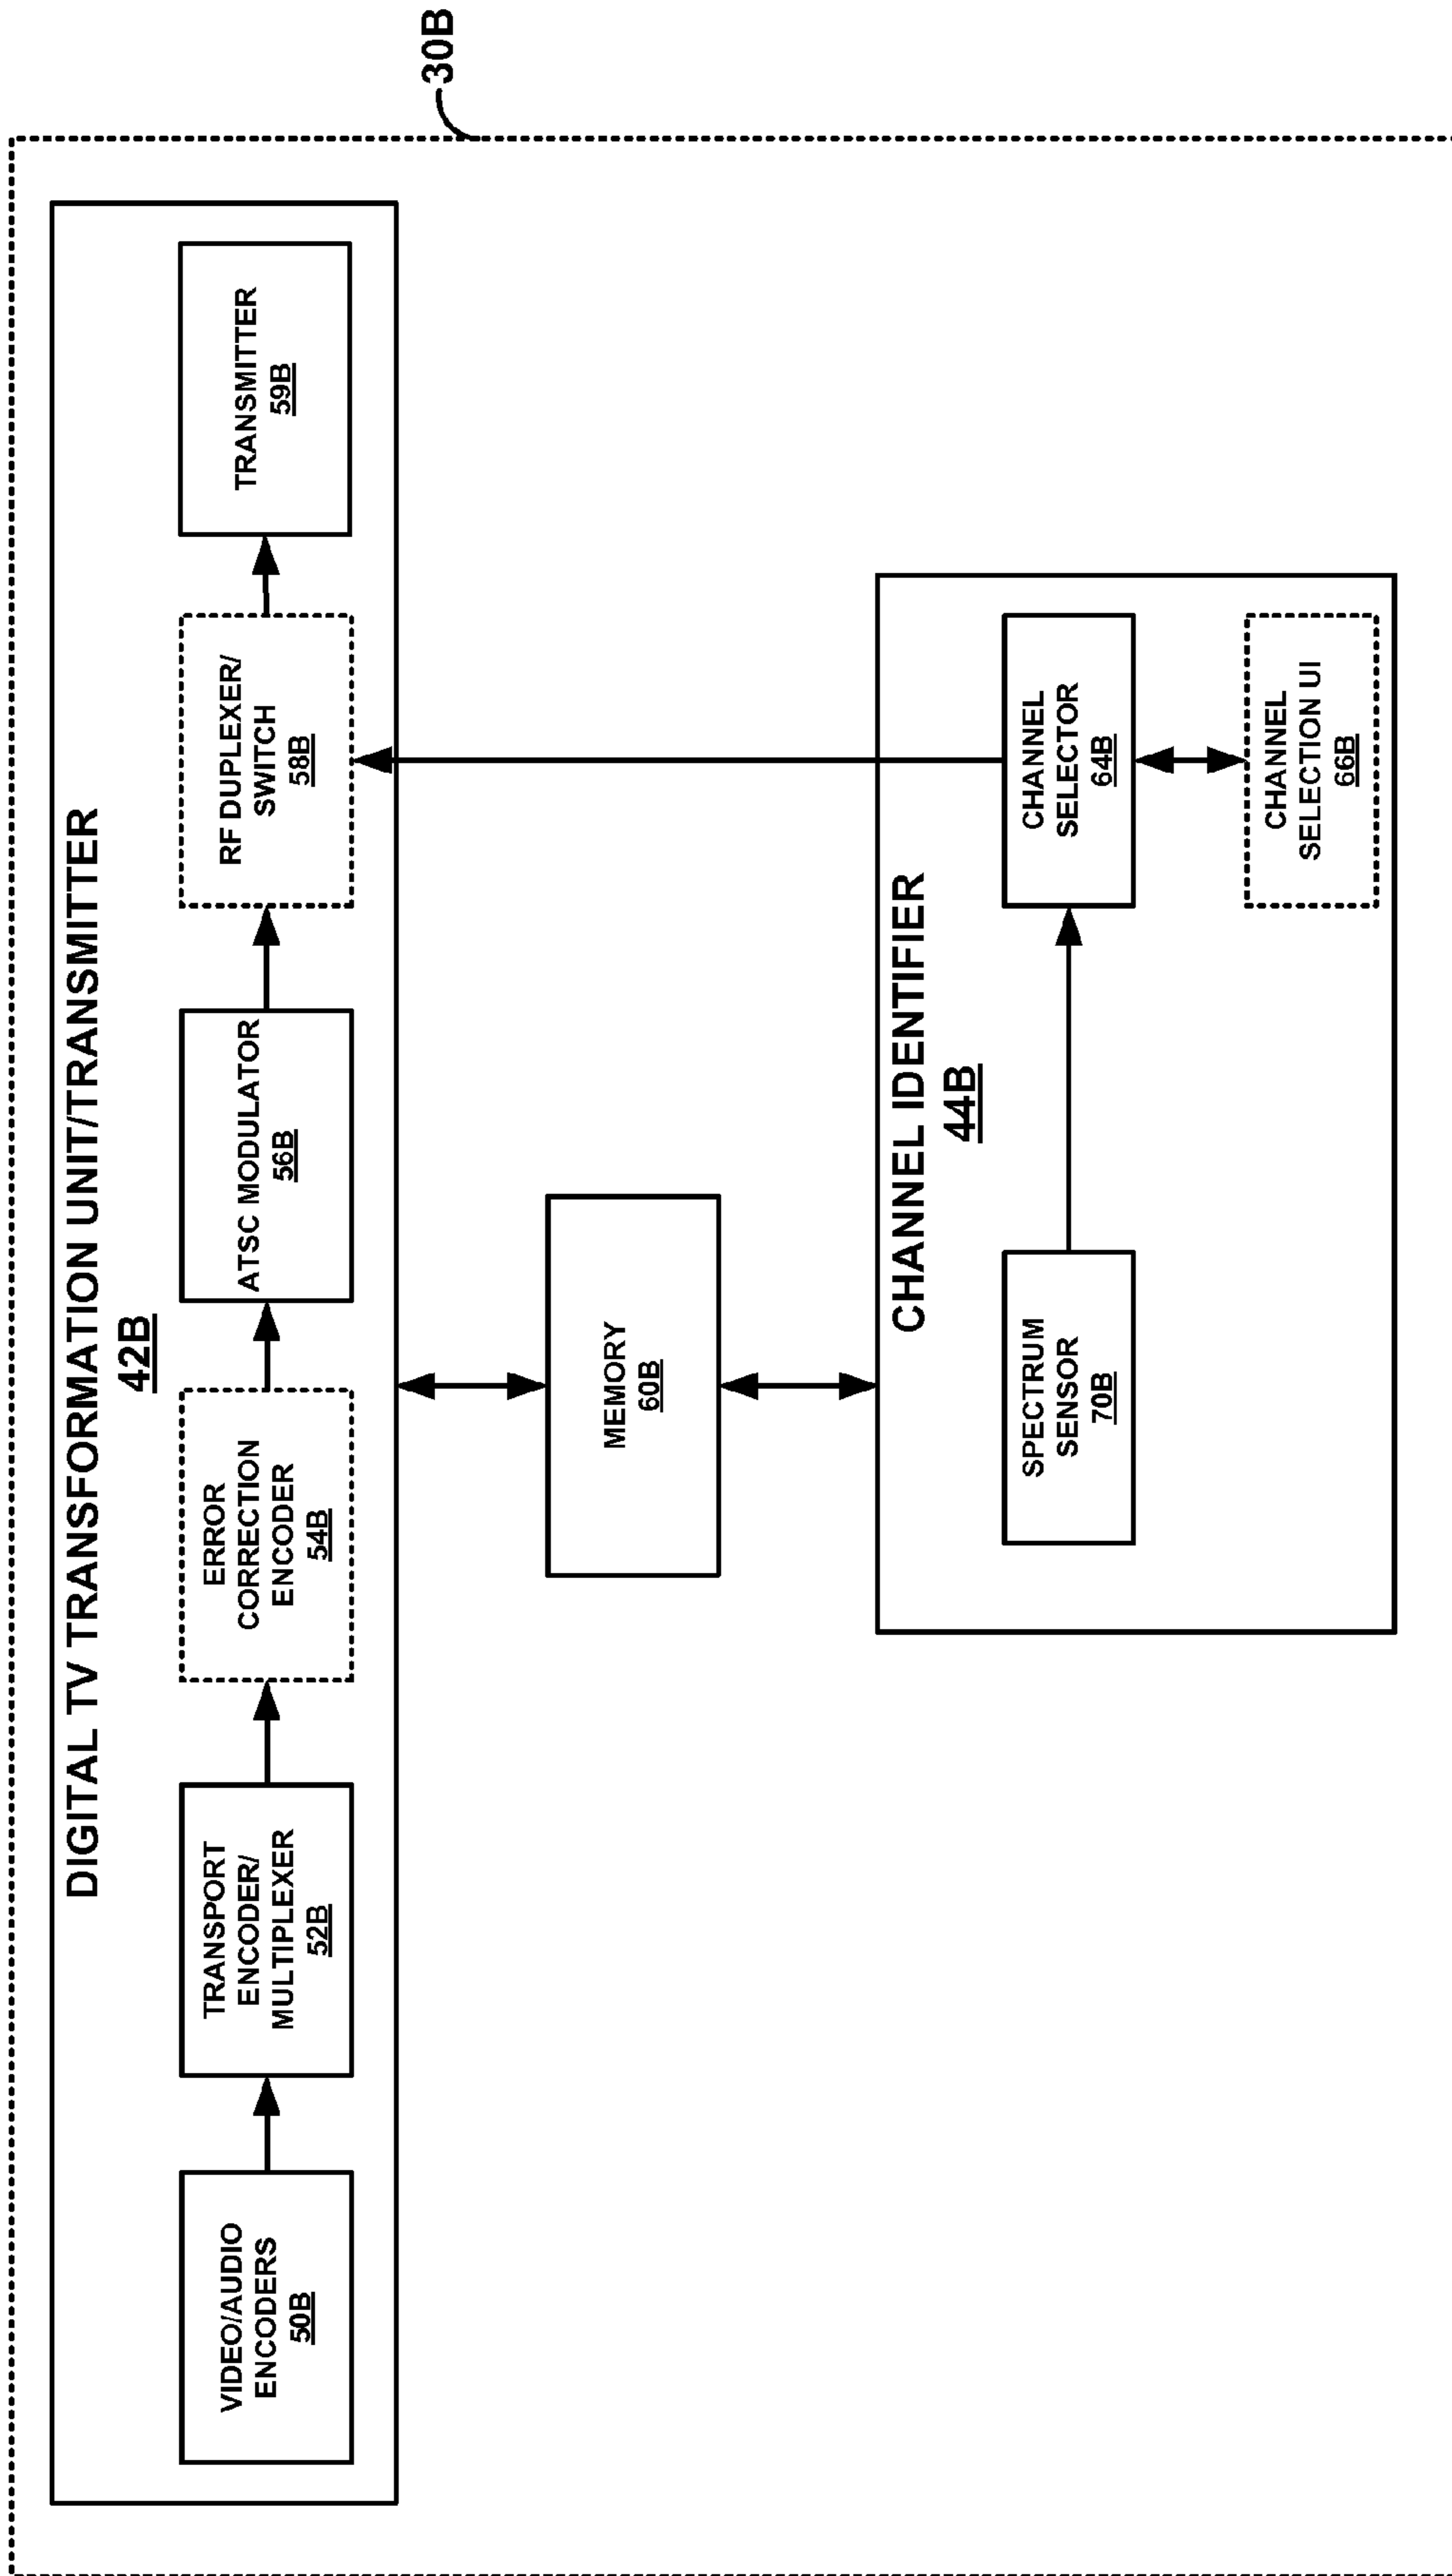 30B
DIGITAL TV TRANSFORMATION UNIT/TRANSMITTER
42B
VIDEO/AUDIO
ENCODERS
50B
TRANSPORT
ENCODER/
MULTIPLEXER
52B
ERROR
CORRECTION
ENCODER
54B
ATSC MODULATOR
56B
RF DUPLEXER/
SWITCH
58B
TRANSMITTER
59B
MEMORY
60B
CHANNEL IDENTIFIER
44B
SPECTRUM
SENSOR
70B
CHANNEL
SELECTOR
64B
CHANNEL
SELECTION UI
66B